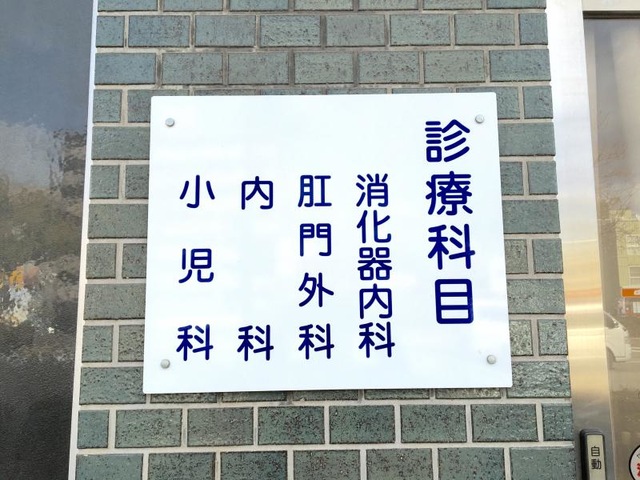 診療科目
消化器内科
肛門外科
内科
小児科
自動